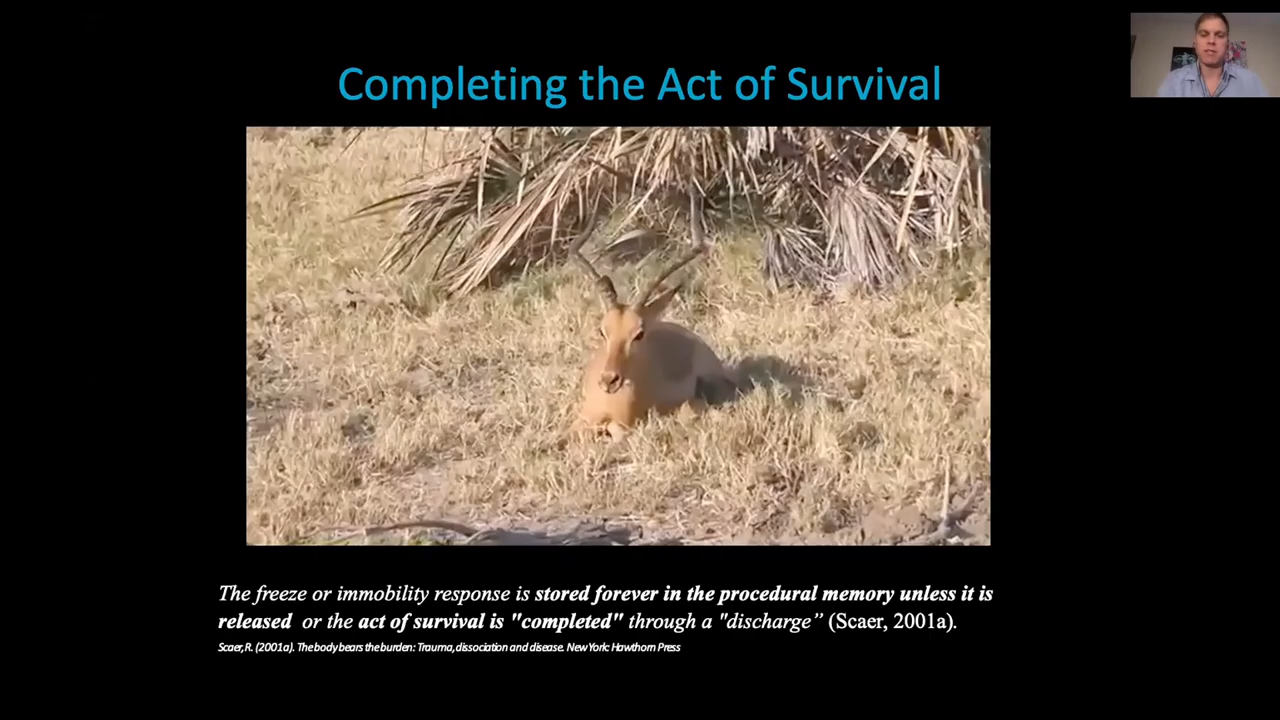 Completing the Act of Survival
The freeze or immobility response is stored forever in the procedural memory unless it is
released or the act of survival is "completed" through a "discharge” (Scaer, 2001a).
Scaer, R. (2001a). The body bears the burden: Trauma, dissociation and disease. New York: Hawthorn Press